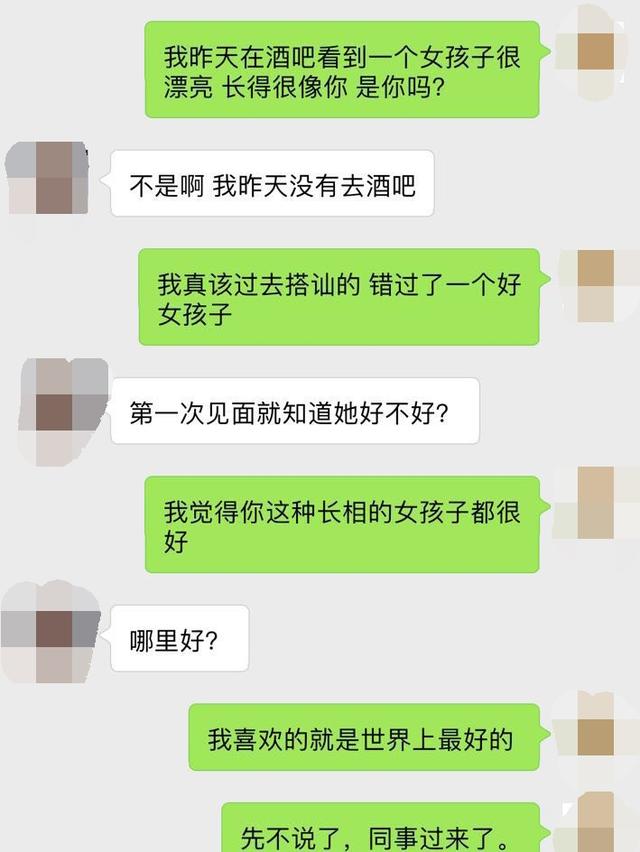 我昨天在酒吧看到一个女孩子很
漂亮 长得很像你 是你吗？
不是啊 我昨天没有去酒吧
我真该过去搭讪的 错过了一个好
女孩子
第一次见面就知道她好不好？
我觉得你这种长相的女孩子都很
好
哪里好？
我喜欢的就是世界上最好的
先不说了，同事过来了。